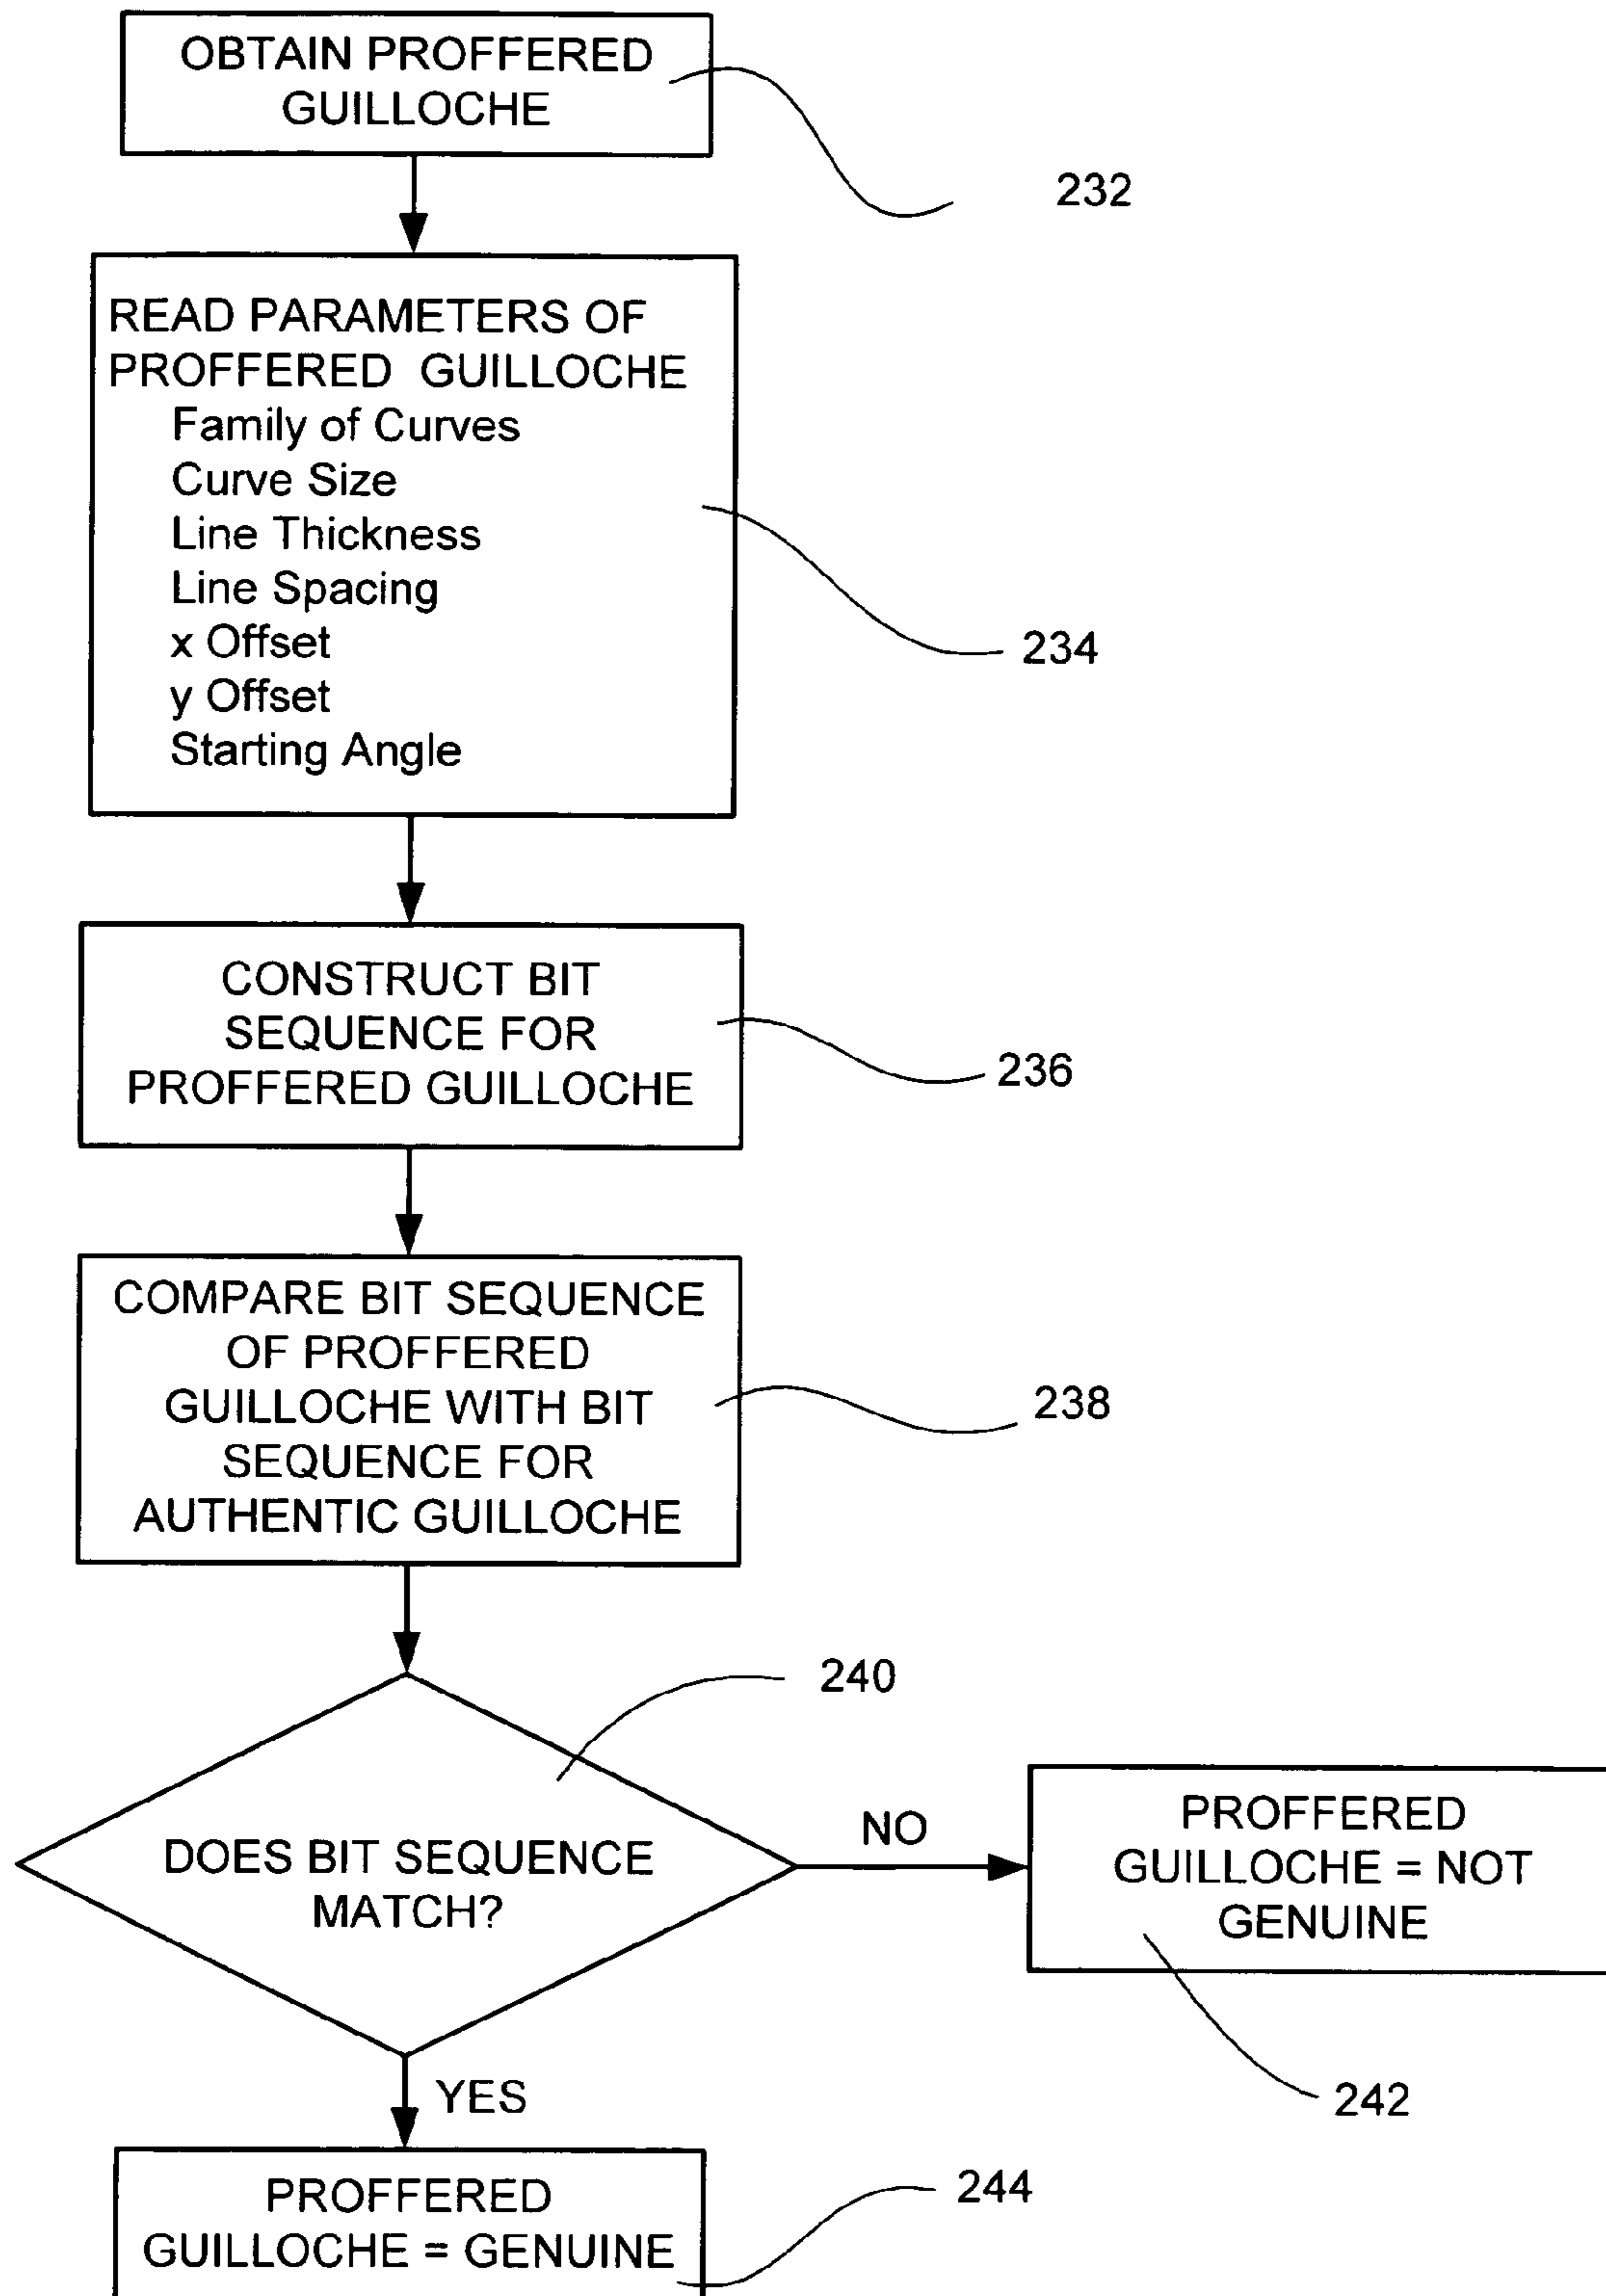 OBTAIN PROFFERED
GUILLOCHE
232
READ PARAMETERS OF
PROFFERED GUILLOCHE
Family of Curves
Curve Size
Line Thickness
Line Spacing
x Offset
y Offset
Starting Angle
234
CONSTRUCT BIT
SEQUENCE FOR
PROFFERED GUILLOCHE
236
COMPARE BIT SEQUENCE
OF PROFFERED
GUILLOCHE WITH BIT
SEQUENCE FOR
AUTHENTIC GUILLOCHE
238
240
DOES BIT SEQUENCE
MATCH?
NO
PROFFERED
GUILLOCHE = NOT
GENUINE
242
YES
PROFFERED
GUILLOCHE = GENUINE
244